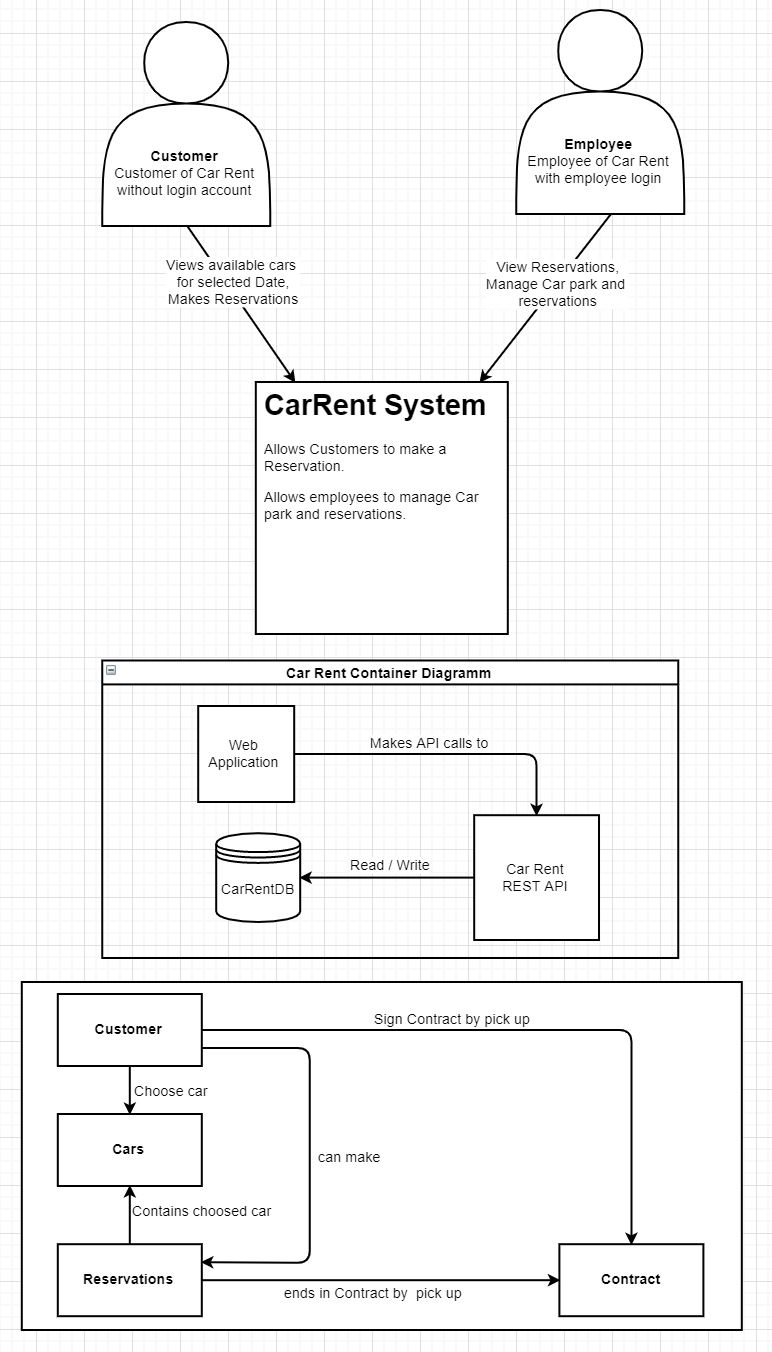 Customer
Customer of Car Rent
without login account
Employee
Employee of Car Rent
with employee login
Views available cars
for selected Date,
Makes Reservations
View Reservations,
Manage Car park and
reservations
CarRent System
Allows Customers to make a
Reservation.
Allows employees to manage Car
park and reservations.
Car Rent Container Diagramm
Web
Application
Makes API calls to
Car Rent
REST API
Read / Write
CarRentDB
Customer
Sign Contract by pick up
Choose car
Cars
can make
Contains choosed car
Reservations
ends in Contract by  pick up
Contract